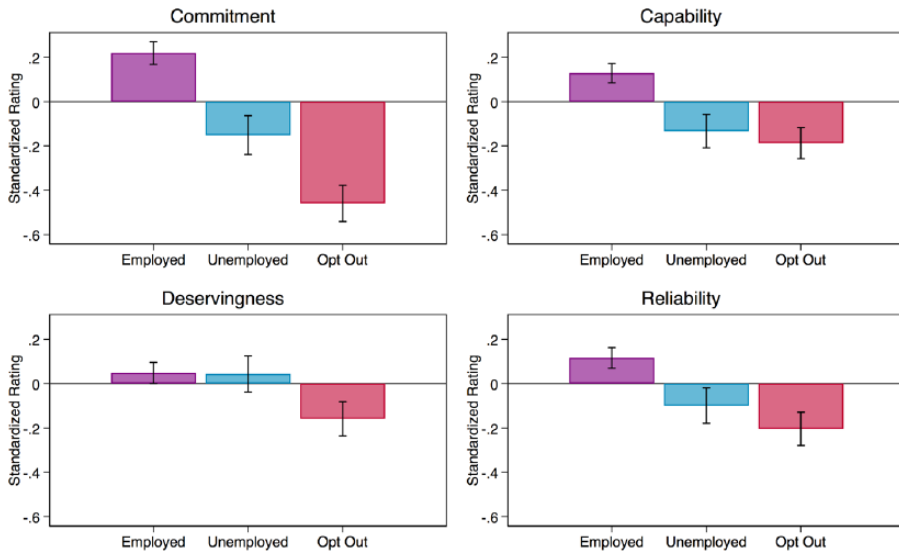 Commitment
Standardized Rating
.2
0
-.2
-.4
-.6
Employed Unemployed Opt Out
Capability
Standardized Rating
.2
0
-.2
-.4
-.6
Employed Unemployed Opt Out
Deservingness
Standardized Rating
.2
0
-.2
-.4
-.6
Employed Unemployed Opt Out
Reliability
Standardized Rating
.2
0
-.2
-.4
-.6
Employed Unemployed Opt Out